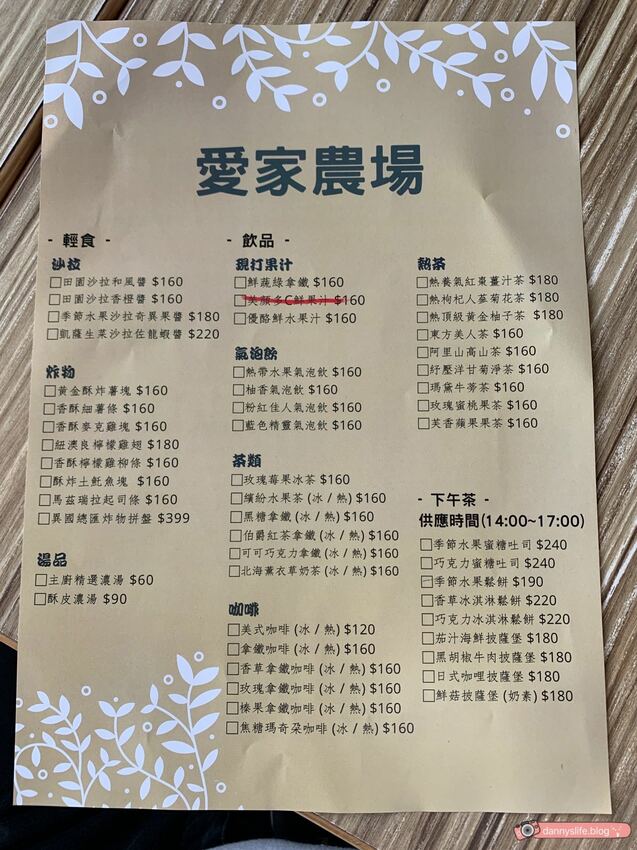 愛家農場
- 輕食 -
沙拉
□田園沙拉和風醬 $160
□田園沙拉香橙醬 $160
□季節水果沙拉奇異果醬 $180
□凱薩生菜沙拉佐龍蝦醬 $220
炸物
□黃金酥炸薯塊 $160
□香酥細薯條 $160
□香酥麥克雞塊 $160
□紐澳良檸檬雞翅 $180
□香酥檸檬雞柳條 $160
□酥炸土魠魚塊 $160
□馬茲瑞拉起司條 $160
□異國總匯炸物拼盤 $399
湯品
□主廚精選濃湯 $60
□酥皮濃湯 $90
- 飲品 -
現打果汁
□鮮蔬綠拿鐵 $160
□美顏多C鮮果汁 $160
□優酪鮮水果汁 $160
氣泡飲
□熱帶水果氣泡飲 $160
□柚香氣泡飲 $160
□粉紅佳人氣泡飲 $160
□藍色精靈氣泡飲 $160
茶類
□玫瑰莓果冰茶 $160
□繽紛水果茶 (冰 / 熱) $160
□黑糖拿鐵 (冰 / 熱) $160
□伯爵紅茶拿鐵 (冰 / 熱) $160
□可可巧克力拿鐵 (冰 / 熱) $160
□北海薰衣草奶茶 (冰 / 熱) $160
咖啡
□美式咖啡 (冰 / 熱) $120
□拿鐵咖啡 (冰 / 熱) $160
□香草拿鐵咖啡 (冰 / 熱) $160
□玫瑰拿鐵咖啡 (冰 / 熱) $160
□榛果拿鐵咖啡 (冰 / 熱) $160
□焦糖瑪奇朵咖啡 (冰 / 熱) $160
熱茶
□熱養氣紅棗薑汁茶 $180
□熱枸杞人蔘菊花茶 $180
□熱頂級黃金柚子茶 $180
□東方美人茶 $160
□阿里山高山茶 $160
□紓壓洋甘菊淨茶 $160
□瑪黛牛蒡茶 $160
□玫瑰蜜桃果茶 $160
□芙香蘋果果茶 $160
- 下午茶 -
供應時間(14:00~17:00)
□季節水果蜜糖吐司 $240
□巧克力蜜糖吐司 $240
□季節水果鬆餅 $190
□香草冰淇淋鬆餅 $220
□巧克力冰淇淋鬆餅 $220
□茄汁海鮮披薩堡 $180
□黑胡椒牛肉披薩堡 $180
□日式咖哩披薩堡 $180
□鮮菇披薩堡 (奶素) $180
dannyslife.blog